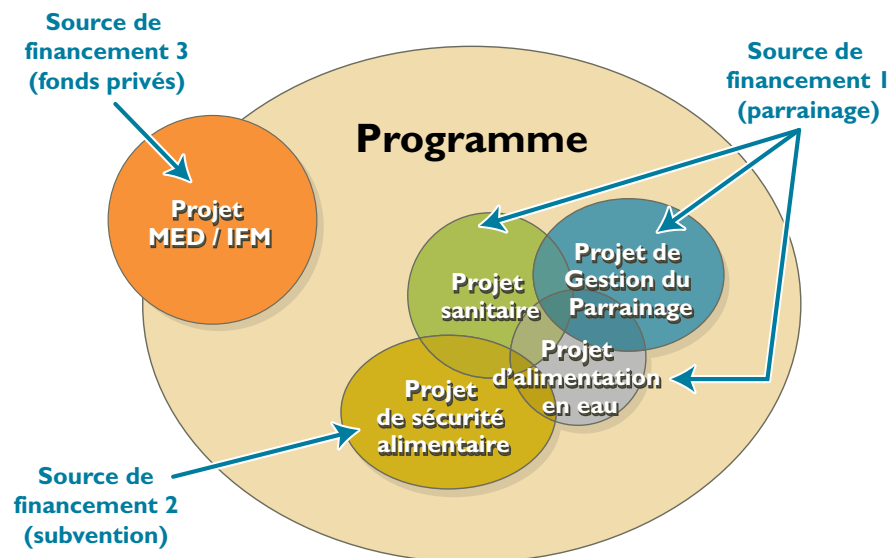 Source de
financement 3
(fonds privés)
Source de
financement 1
(parrainage)
Programme
Projet
MED / IFM
Projet de
Gestion du
Parrainage
Projet
sanitaire
Projet
d'alimentation
en eau
Projet
de sécurité
alimentaire
Source de
financement 2
(subvention)